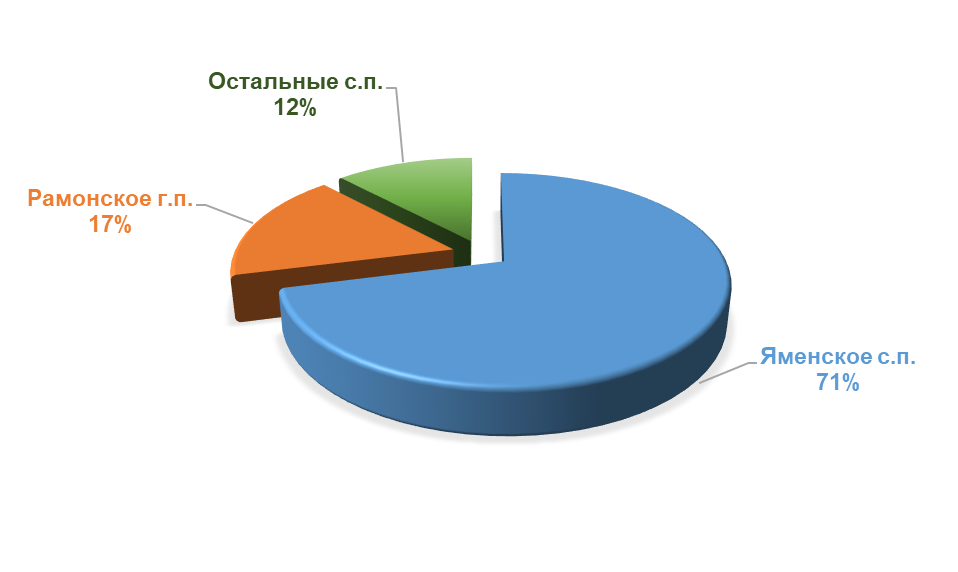 Остальные с.п.
12%
Рамонское г.п.
17%
Яменское с.п.
71%